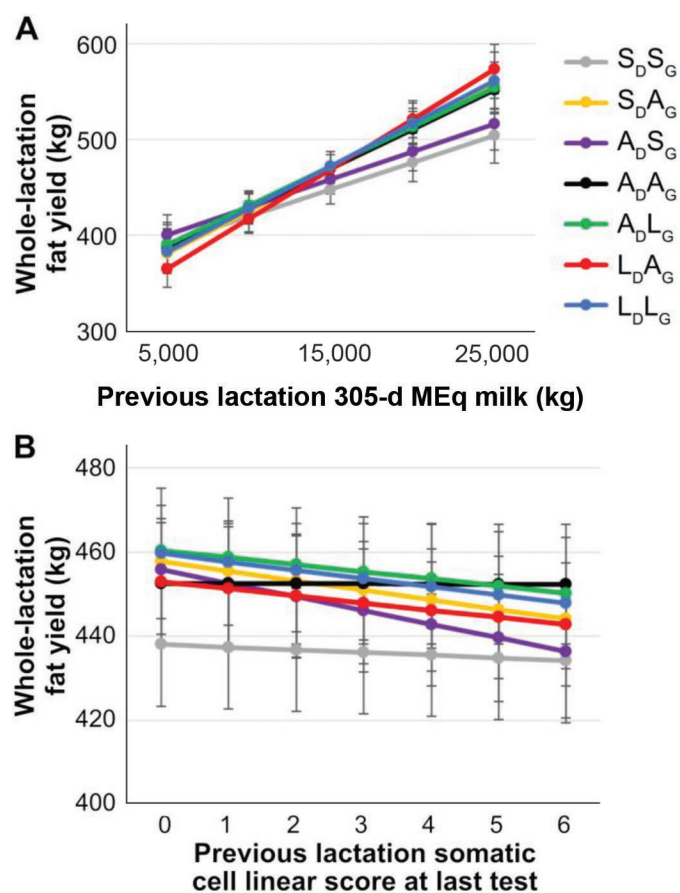 A
Whole-lactation
fat yield (kg)
600
500
400
300
5,000
15,000
25,000
Previous lactation 305-d MEq milk (kg)
SDSG
SDAG
ADSG
ADAG
ADLG
LDAG
LDLG
B
Whole-lactation
fat yield (kg)
480
460
440
420
400
0 1 2 3 4 5 6
Previous lactation somatic
cell linear score at last test